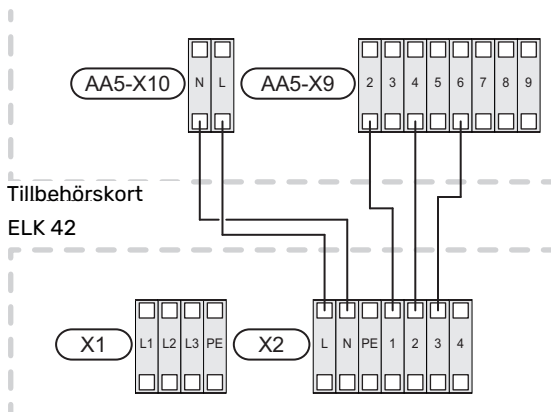 AA5-X10 N L AA5-X9 2 3 4 5 6 7 8 9
Tillbehörskort
ELK 42
X1 L1 L2 L3 PE X2 L N PE 1 2 3 4